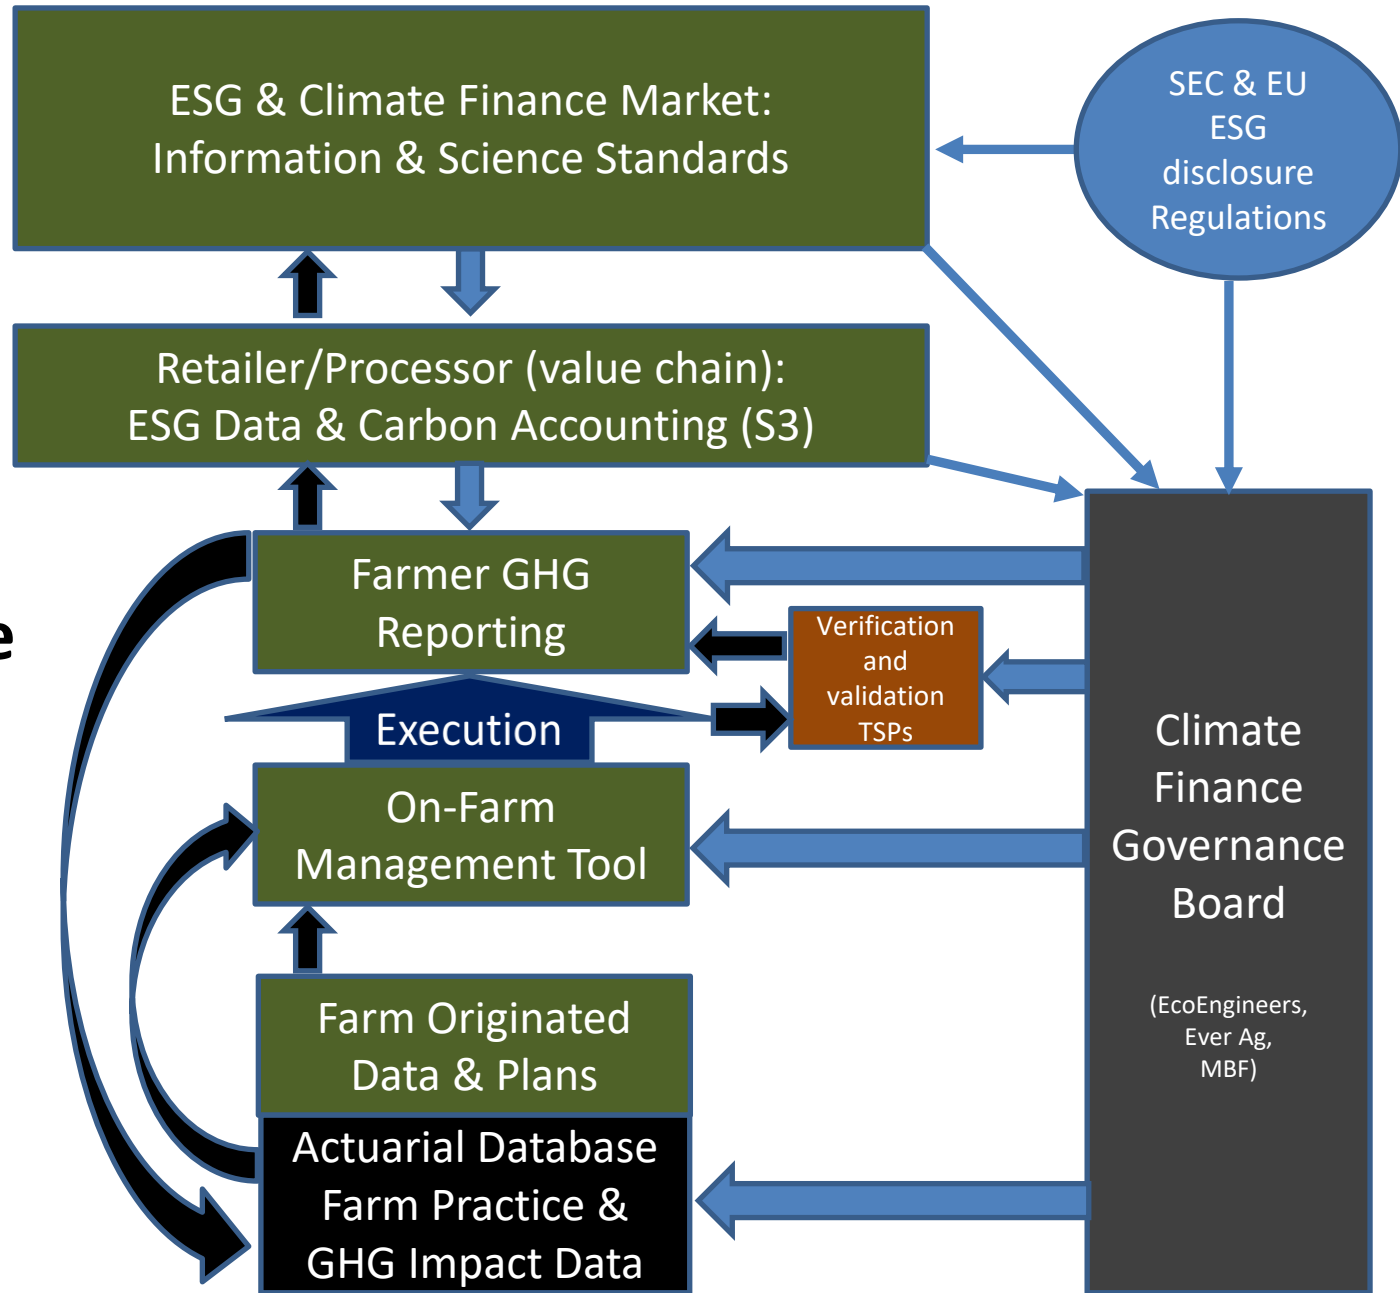 ESG & Climate Finance Market:
Information & Science Standards
SEC & EU
ESG
disclosure
Regulations
Retailer/Processor (value chain):
ESG Data & Carbon Accounting (S3)
Farmer GHG
Reporting
e
Verification
and
validation
TSPs
Execution
On-Farm
Management Tool
Climate
Finance
Governance
Board
(EcoEngineers,
Ever Ag,
MBF)
Farm Originated
Data & Plans
Actuarial Database
Farm Practice &
GHG Impact Data